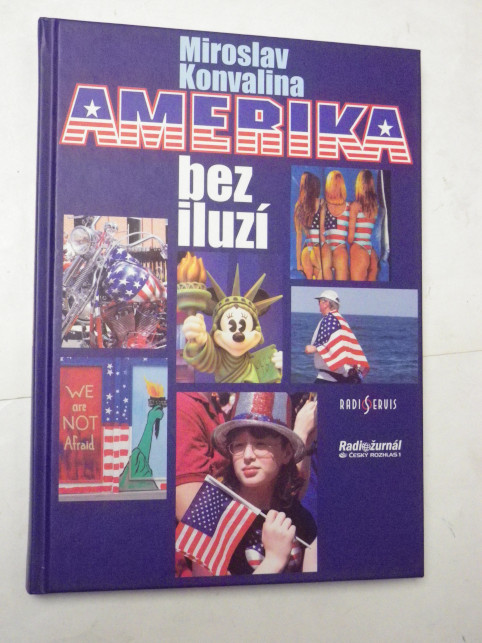 Miroslav
Konvalina
AMERIKA
bez
iluzí
WE
are
NOT
Afraid
RADIOSERVIS
Radiožurnál
ČESKÝ ROZHLAS 1